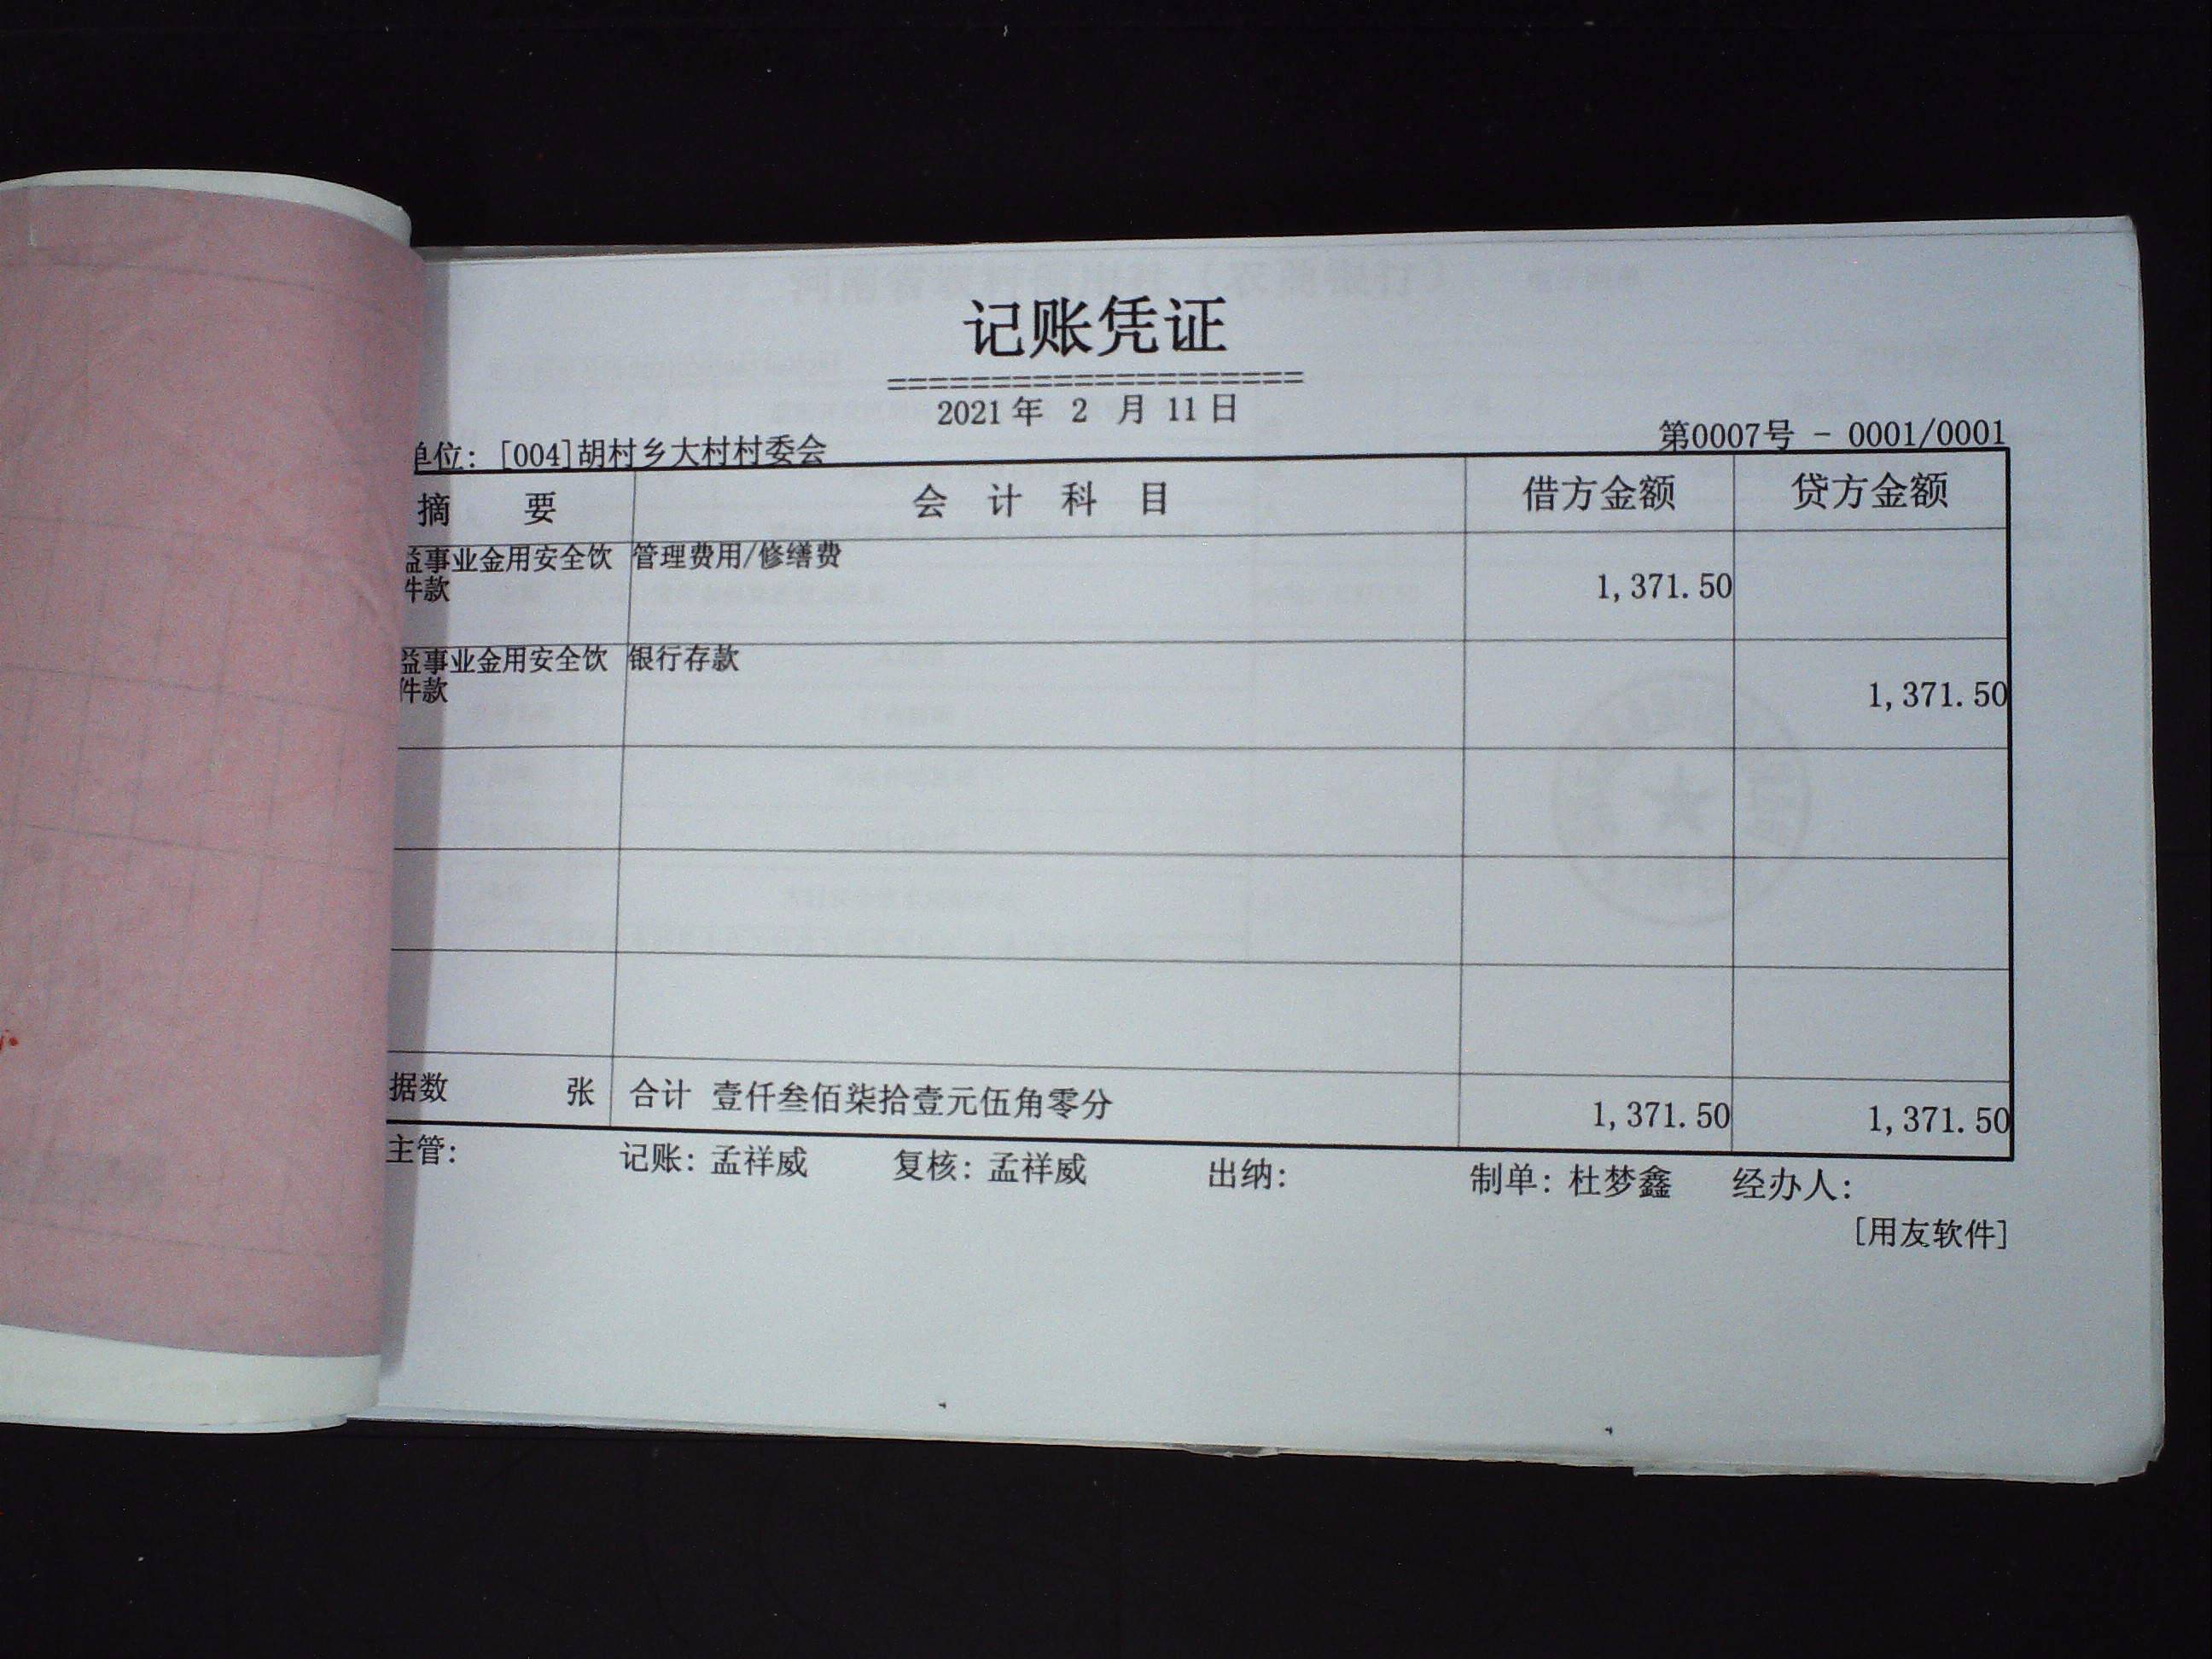 记账凭证
====================
2021年 2 月 11日
单位: [004]胡村乡大村村委会
第0007号 - 0001/0001
摘 要 会 计 科 目 借方金额 贷方金额
益事业金用安全饮 管理费用/修缮费
件款 1,371.50
益事业金用安全饮 银行存款
件款 1,371.50
据数 张 合计 壹仟叁佰柒拾壹元伍角零分 1,371.50 1,371.50
主管: 记账: 孟祥威 复核: 孟祥威 出纳: 制单: 杜梦鑫 经办人:
[用友软件]